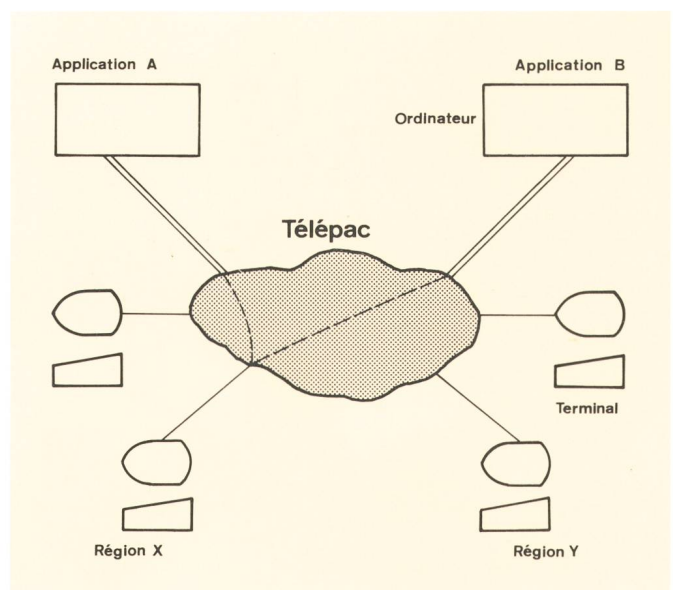 Application A
Application B
Ordinateur
Télépac
Terminal
Région X
Région Y